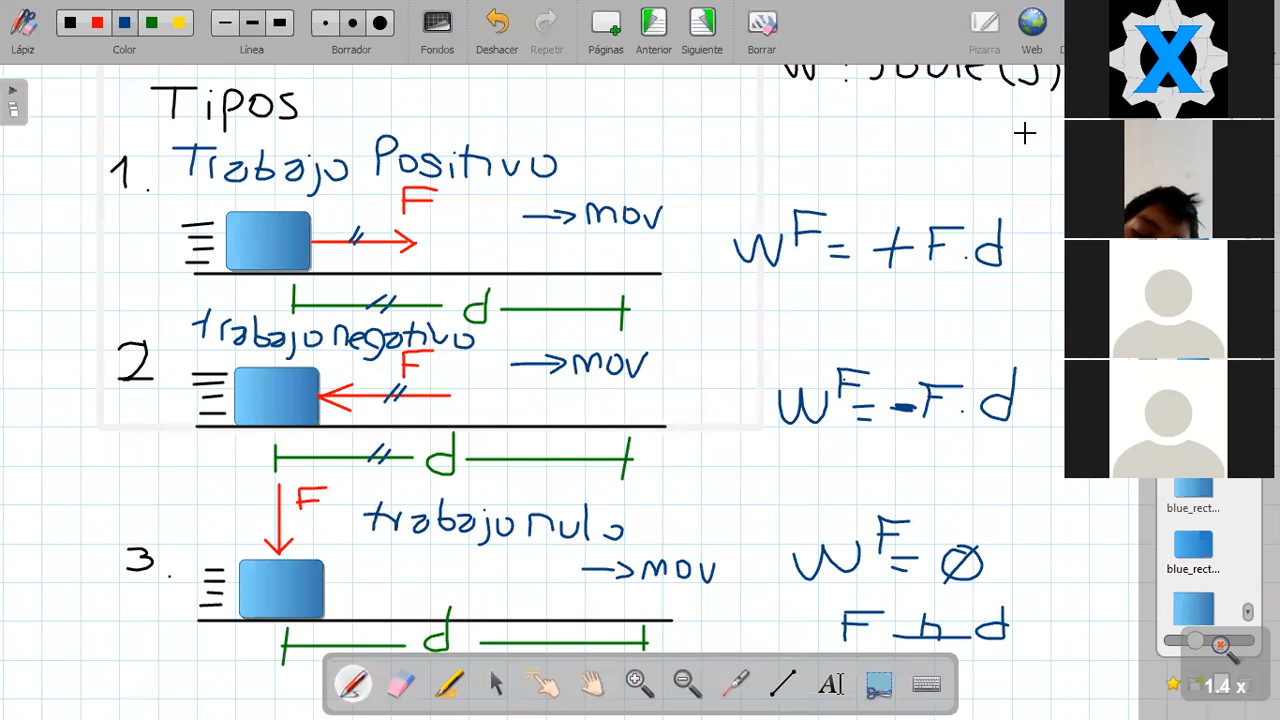 Lápiz
Color
Línea
Borrador
Fondos
Deshacer
Repetir
Páginas
Anterior
Siguiente
Borrar
Pizarra
Web
X
W : Joule (J)
Tipos
1. Trabajo Positivo
F
→ mov
W^F = + F . d
d
trabajo negativo
2
F
→ mov
W^F = - F . d
d
F
trabajo nulo
3.
→ mov
W^F = Ø
F d
d
blue_rect...
blue_rect...
1.4 x